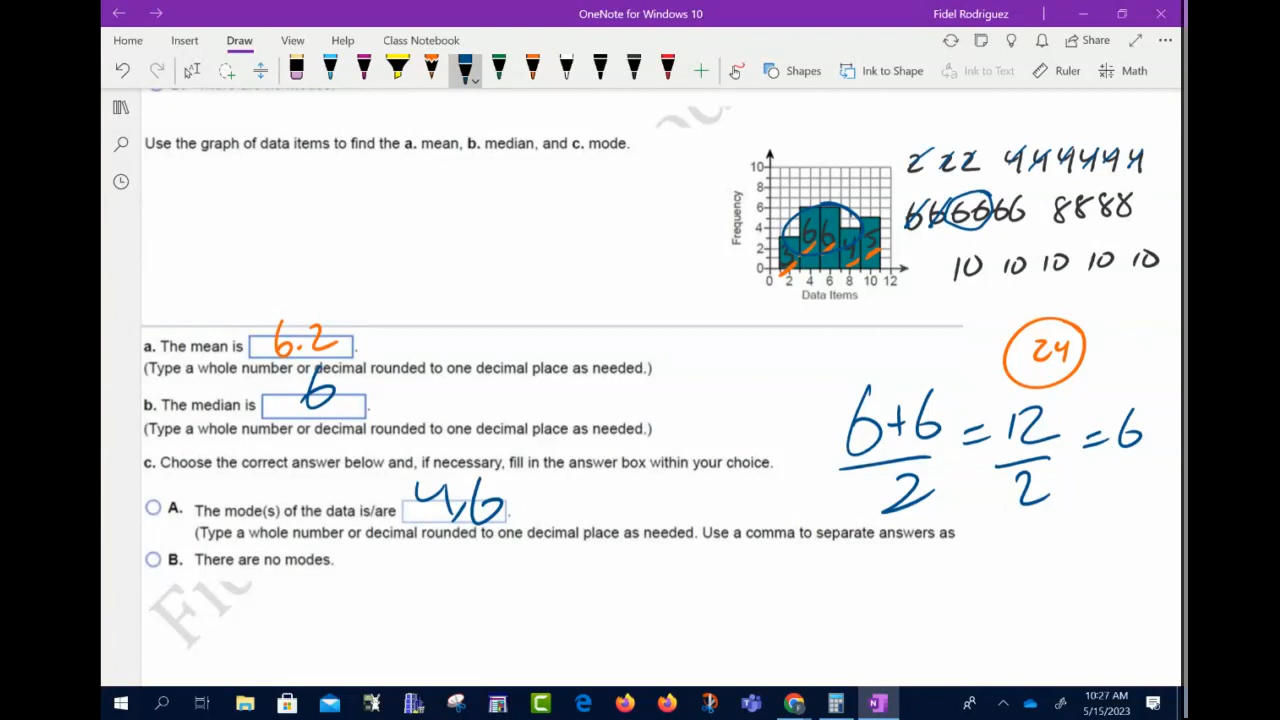 OneNote for Windows 10
Fidel Rodriguez
Home Insert Draw View Help Class Notebook
Share
Shapes Ink to Shape Ink to Text Ruler Math
Use the graph of data items to find the a. mean, b. median, and c. mode.
10
8
6
4
2
0
Frequency
3 6 6 4 5
0 2 4 6 8 10 12
Data Items
2 2 2 4 4 4 4 4 4
6 6 6 6 6 6 8 8 8 8
10 10 10 10 10
a. The mean is 6.2.
(Type a whole number or decimal rounded to one decimal place as needed.)
b. The median is 6.
(Type a whole number or decimal rounded to one decimal place as needed.)
24
6+6/2 = 12/2 = 6
c. Choose the correct answer below and, if necessary, fill in the answer box within your choice.
A. The mode(s) of the data is/are 4,6.
(Type a whole number or decimal rounded to one decimal place as needed. Use a comma to separate answers as
B. There are no modes.
10:27 AM
5/15/2023